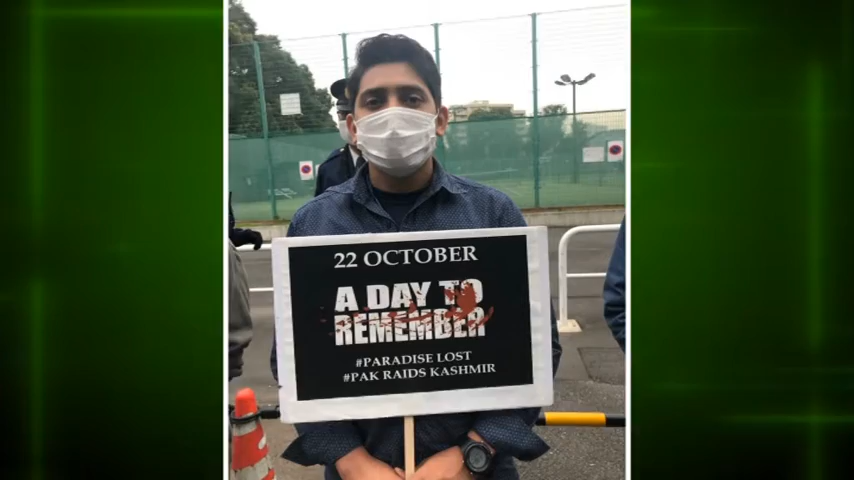 22 OCTOBER
A DAY TO
REMEMBER
#PARADISE LOST
#PAK RAIDS KASHMIR